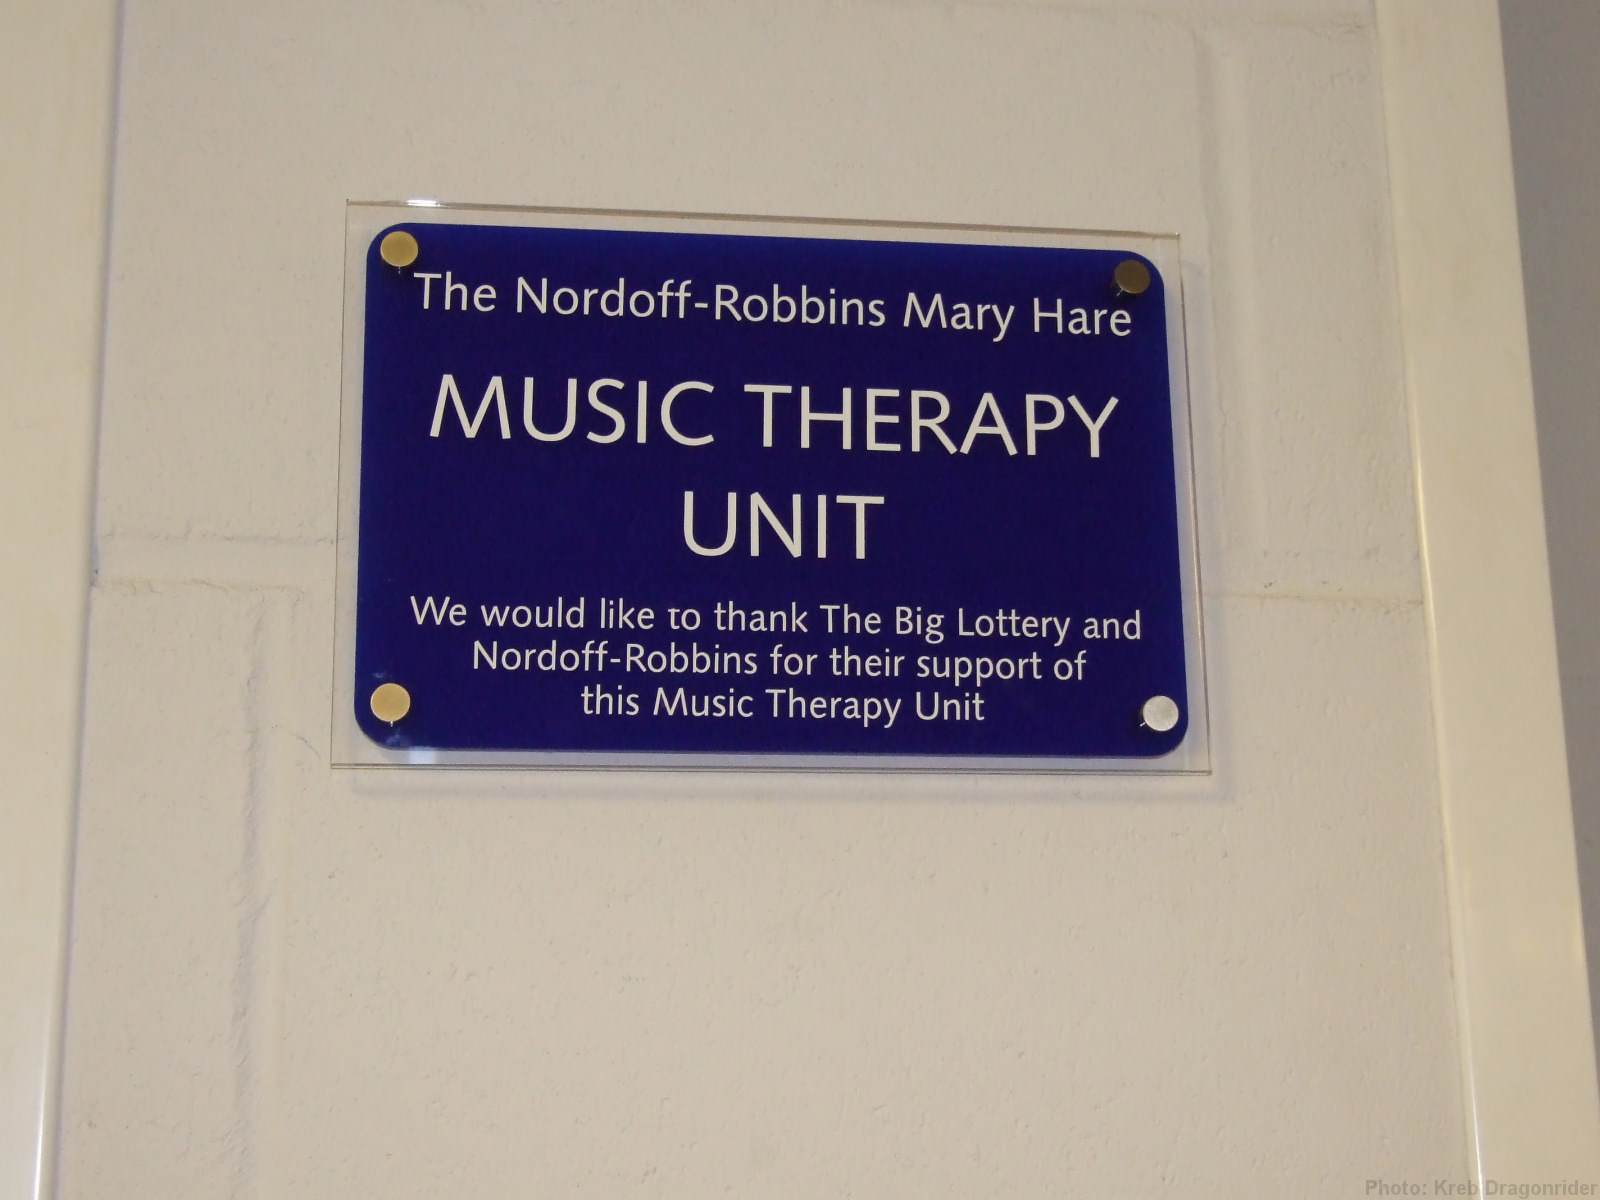 The Nordoff-Robbins Mary Hare
MUSIC THERAPY
UNIT
We would like to thank The Big Lottery and
Nordoff-Robbins for their support of
this Music Therapy Unit
Photo: Kreb Dragonrider